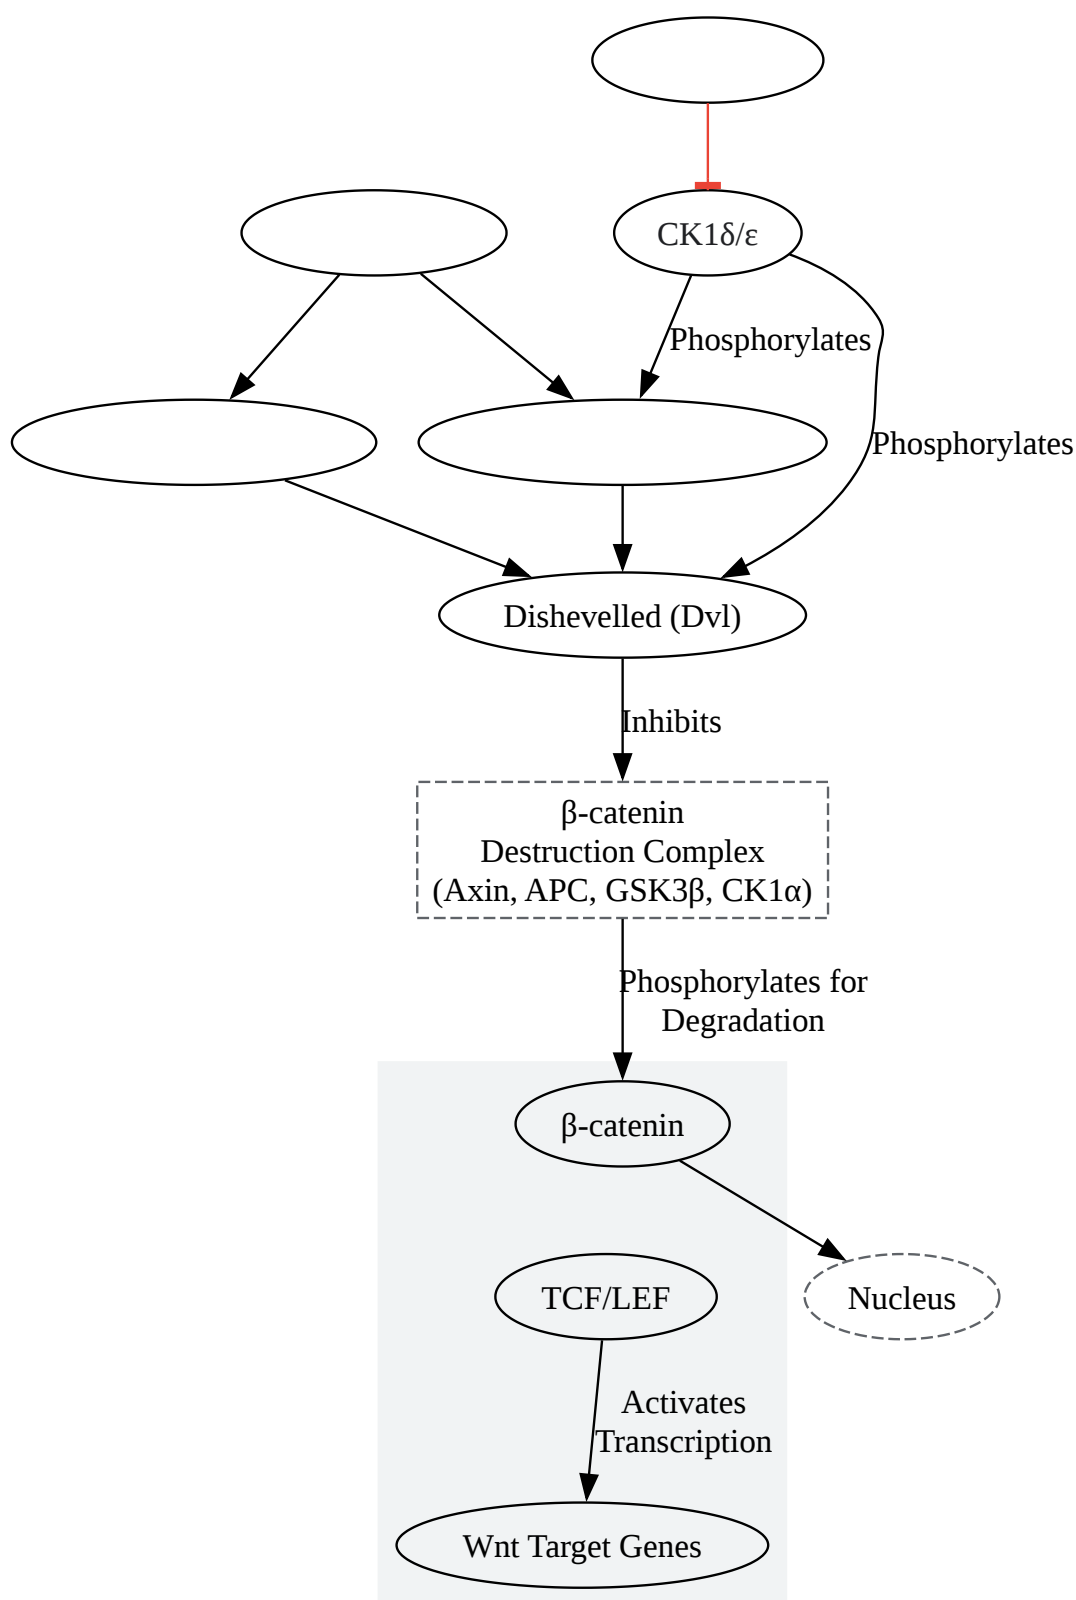 CK1δ/ε
Phosphorylates
Phosphorylates
Dishevelled (Dvl)
Inhibits
β-catenin
Destruction Complex
(Axin, APC, GSK3β, CK1α)
Phosphorylates for
Degradation
β-catenin
TCF/LEF
Nucleus
Activates
Transcription
Wnt Target Genes